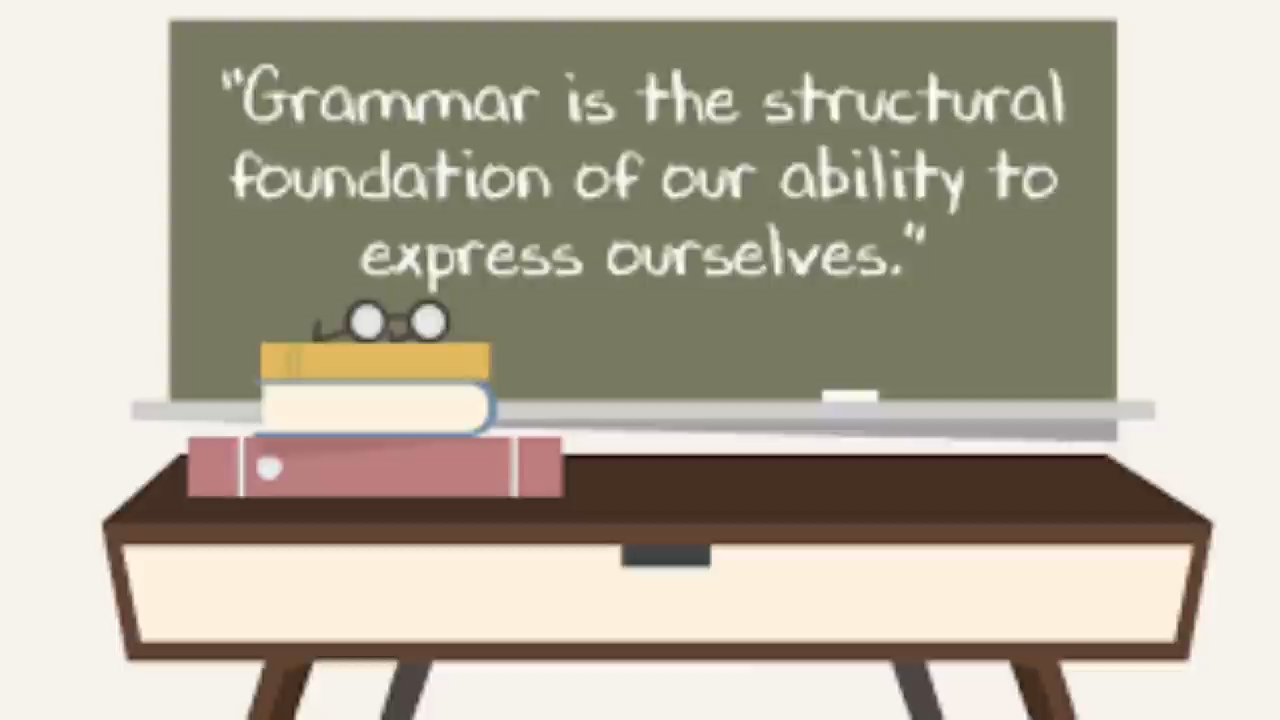 "Grammar is the structural
foundation of our ability to
express ourselves."